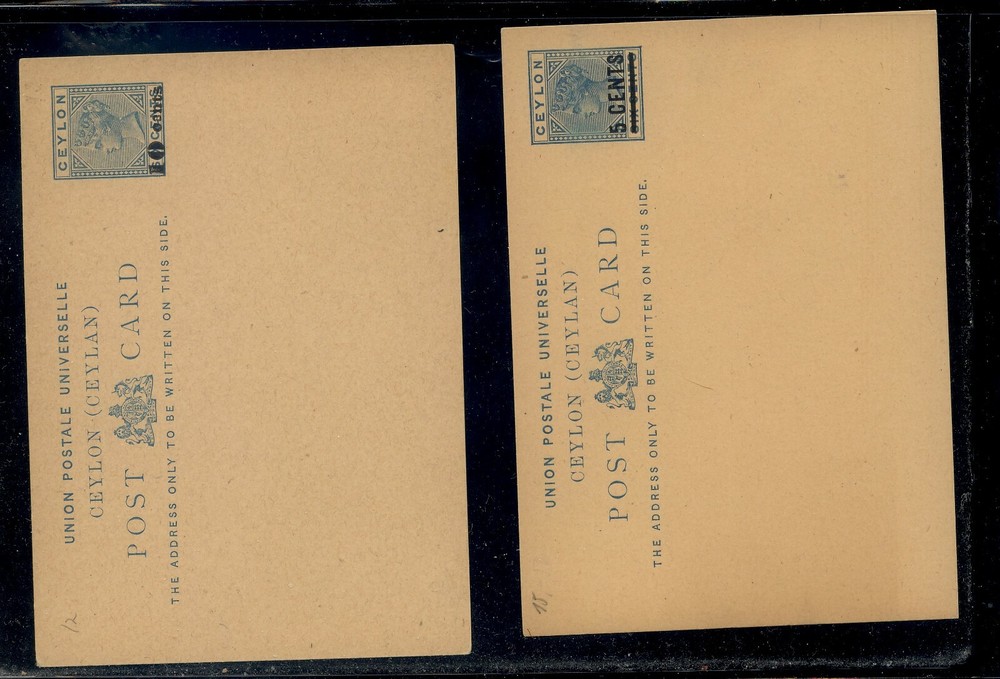 CEYLON
UNION POSTALE UNIVERSELLE
CEYLON (CEYLAN)
POST CARD
THE ADDRESS ONLY TO BE WRITTEN ON THIS SIDE.
12
CEYLON
5 CENTS
SIX CENTS
UNION POSTALE UNIVERSELLE
CEYLON (CEYLAN)
POST CARD
THE ADDRESS ONLY TO BE WRITTEN ON THIS SIDE.
15